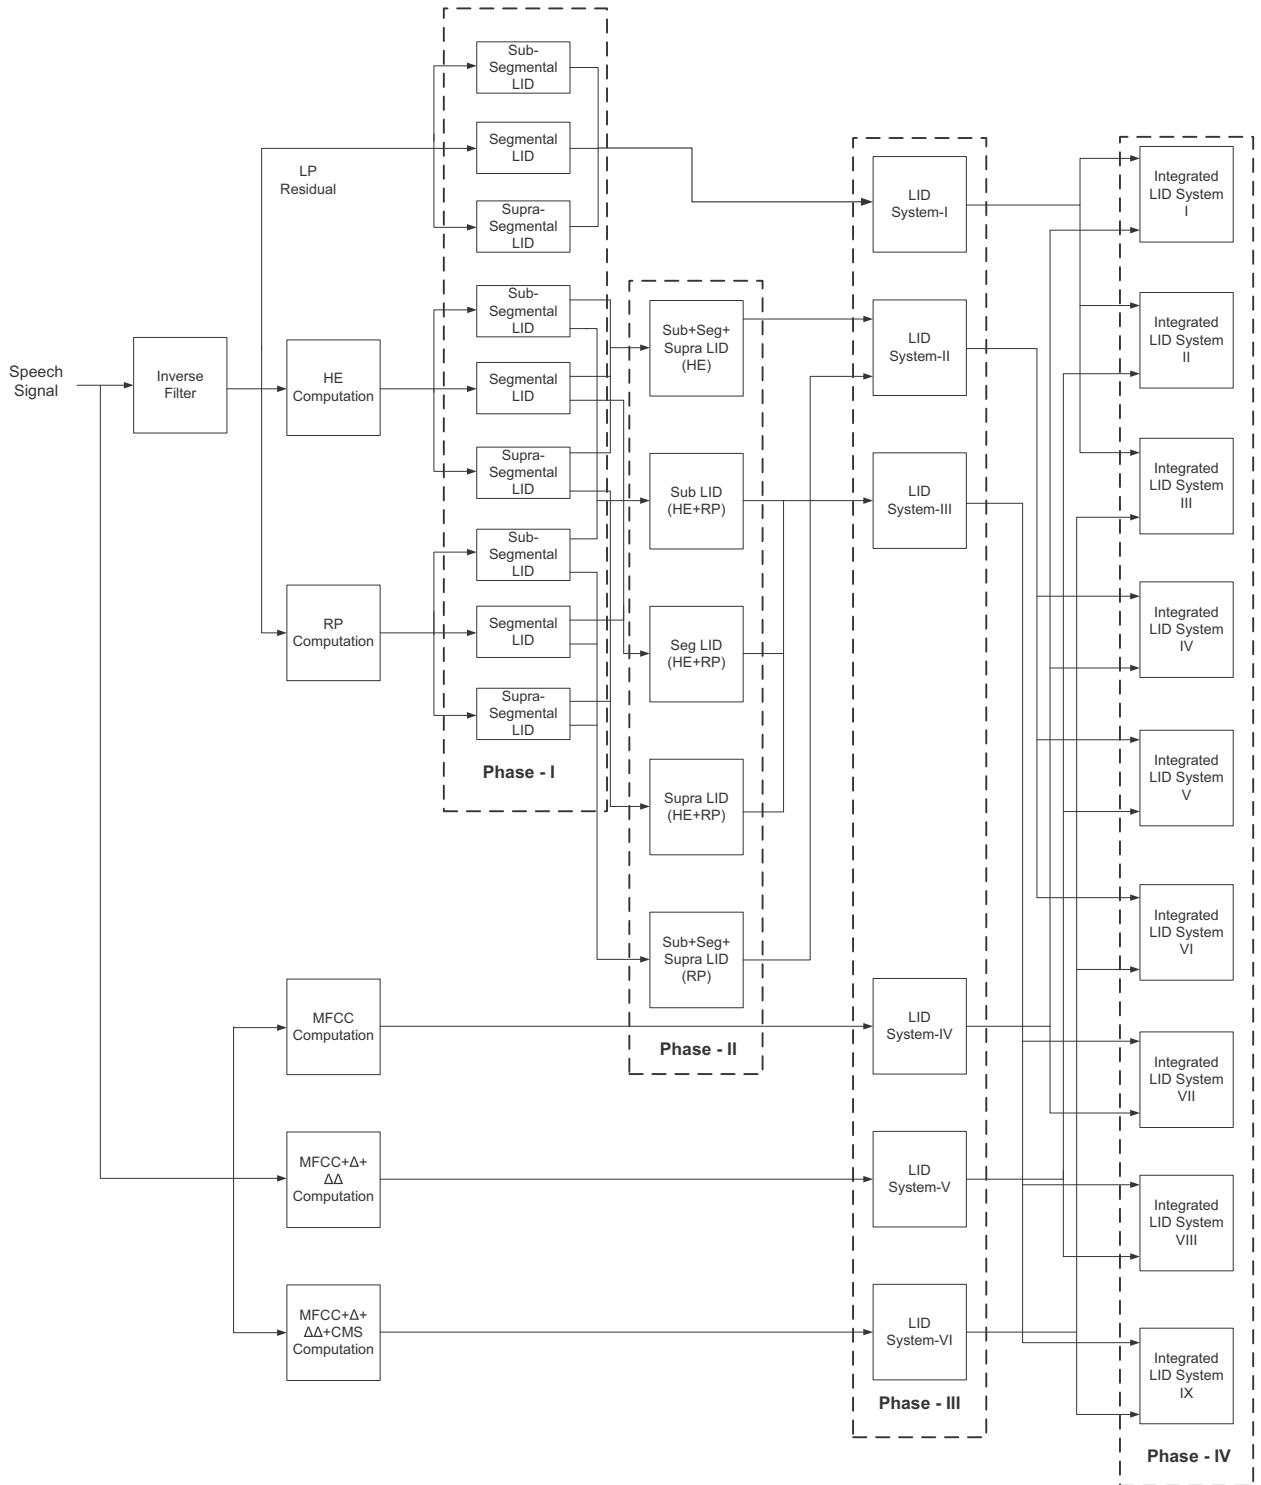 Speech
Signal
Inverse
Filter
LP
Residual
HE
Computation
RP
Computation
MFCC
Computation
MFCC+Δ+
ΔΔ
Computation
MFCC+Δ+
ΔΔ+CMS
Computation
Sub-
Segmental
LID
Segmental
LID
Supra-
Segmental
LID
Sub-
Segmental
LID
Segmental
LID
Supra-
Segmental
LID
Sub-
Segmental
LID
Segmental
LID
Supra-
Segmental
LID
Phase - I
Sub+Seg+
Supra LID
(HE)
Sub LID
(HE+RP)
Seg LID
(HE+RP)
Supra LID
(HE+RP)
Sub+Seg+
Supra LID
(RP)
Phase - II
LID
System-I
LID
System-II
LID
System-III
LID
System-IV
LID
System-V
LID
System-VI
Phase - III
Integrated
LID System
I
Integrated
LID System
II
Integrated
LID System
III
Integrated
LID System
IV
Integrated
LID System
V
Integrated
LID System
VI
Integrated
LID System
VII
Integrated
LID System
VIII
Integrated
LID System
IX
Phase - IV